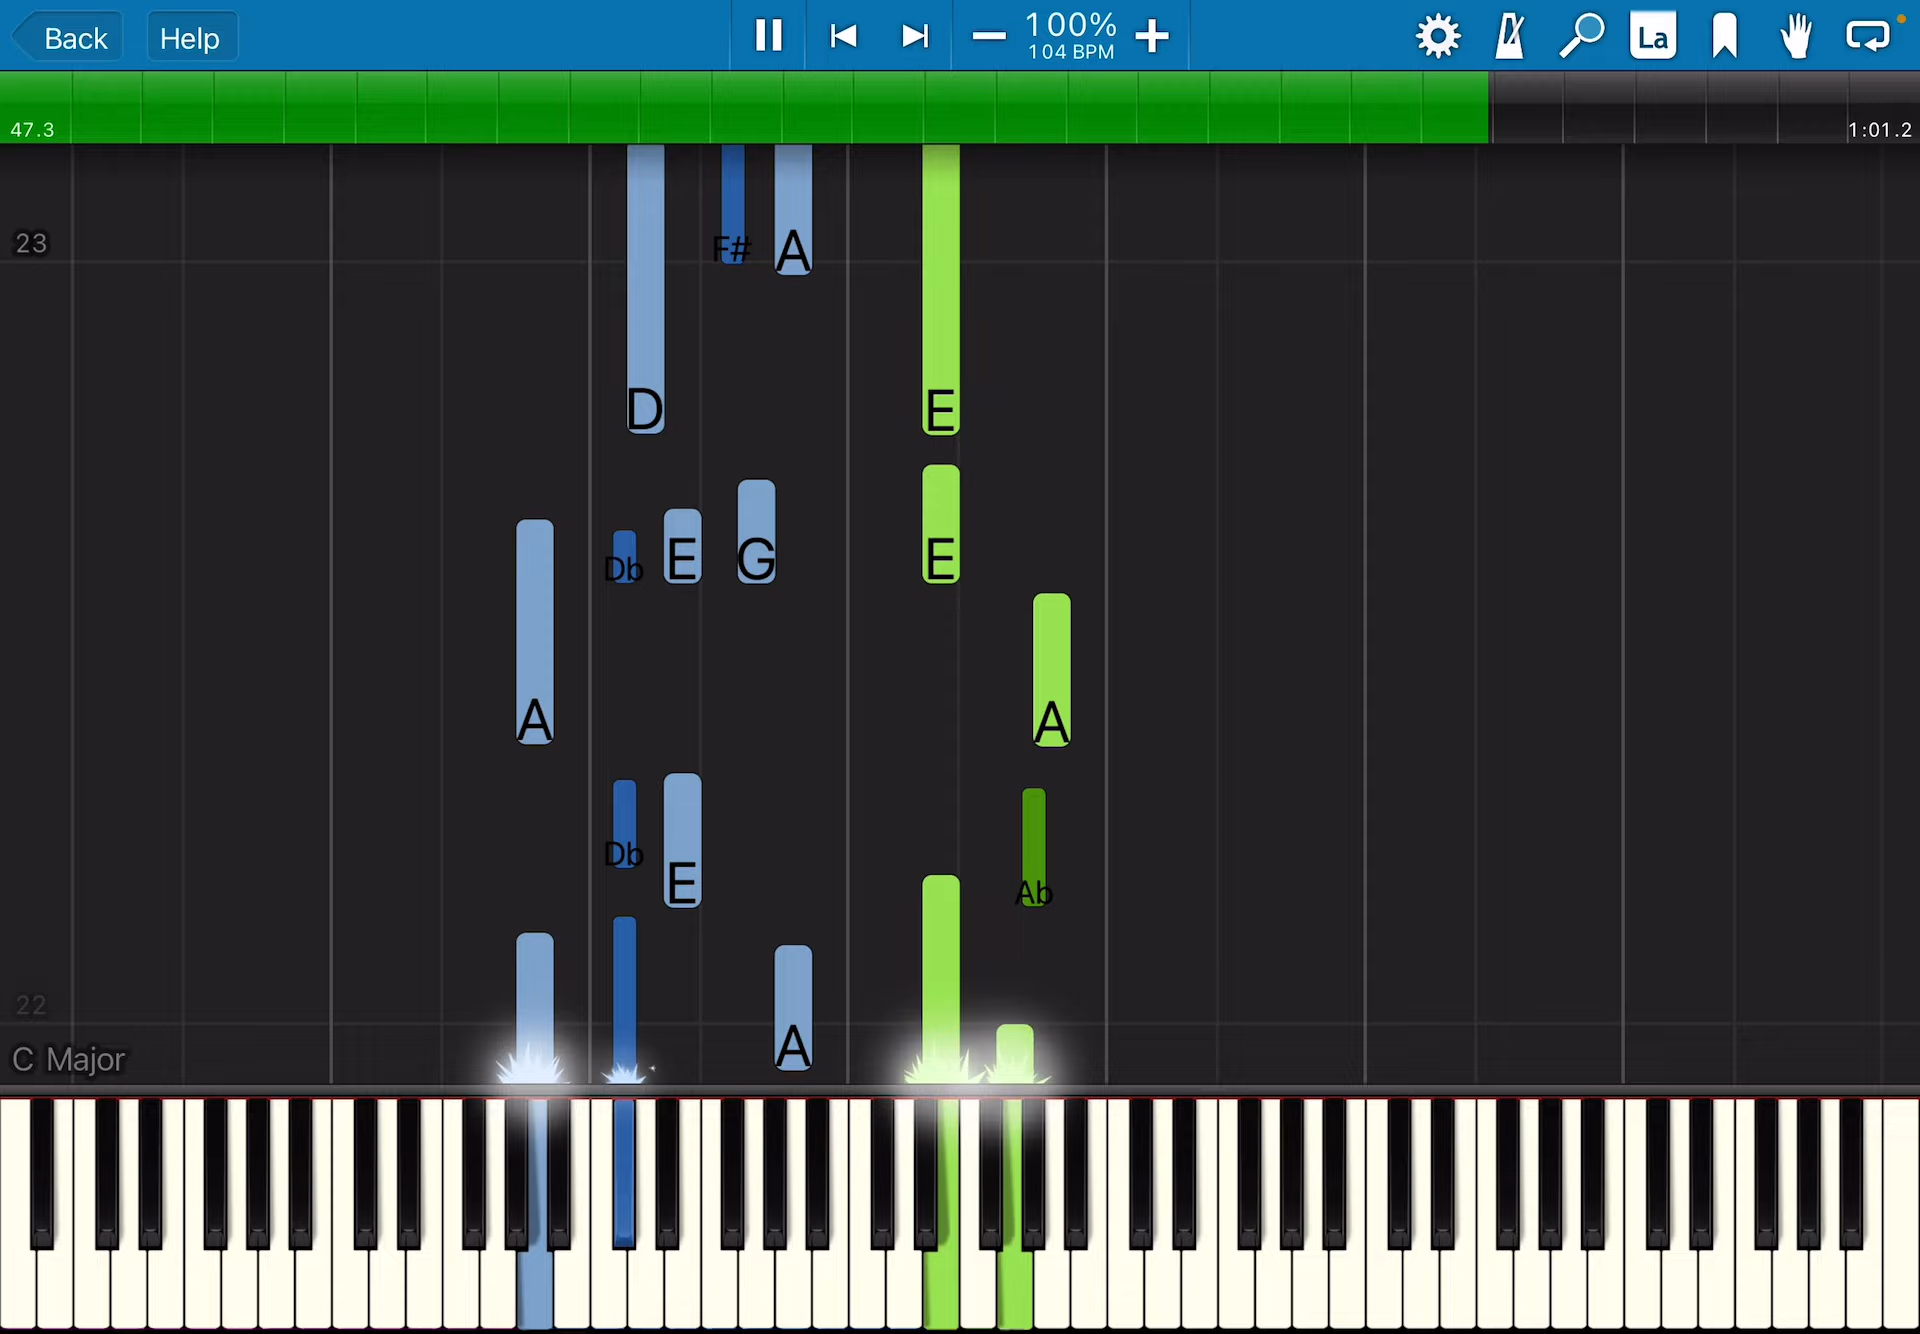 Back Help 100% La
104 BPM
47.3 1:01.2
23 F# A
D E
Db E G E
A A
Db E Ab
22
C Major A